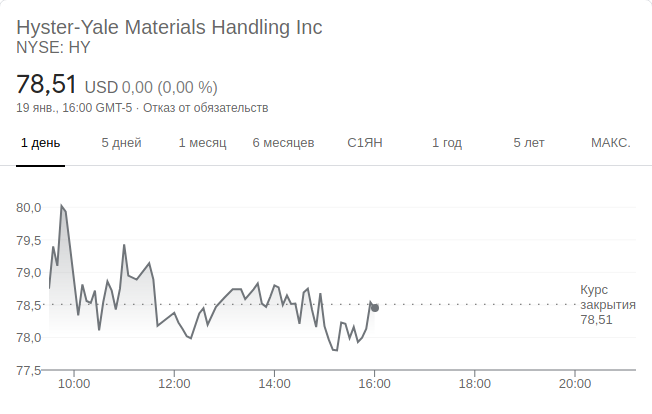 Hyster-Yale Materials Handling Inc
NYSE: HY
78,51 USD 0,00 (0,00 %)
19 янв., 16:00 GMT-5 · Отказ от обязательств
1 день 5 дней 1 месяц 6 месяцев С1ЯН 1 год 5 лет МАКС.
80,0
79,5
79,0
78,5
78,0
77,5
Курс
закрытия
78,51
10:00 12:00 14:00 16:00 18:00 20:00